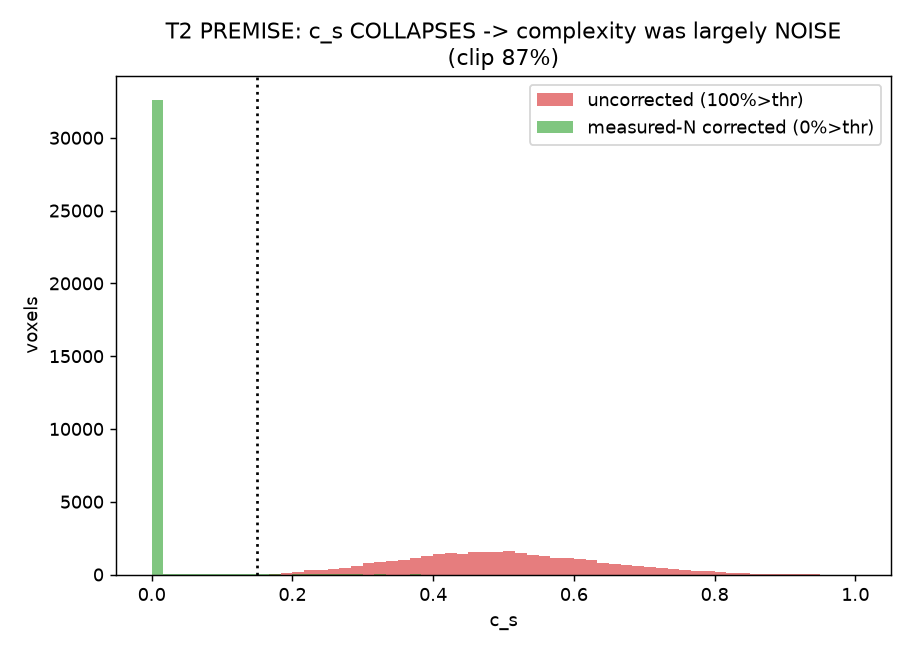 T2 PREMISE: c_s COLLAPSES -> complexity was largely NOISE
(clip 87%)
uncorrected (100%>thr)
measured-N corrected (0%>thr)
30000
25000
20000
15000
10000
5000
0
voxels
0.0 0.2 0.4 0.6 0.8 1.0
c_s